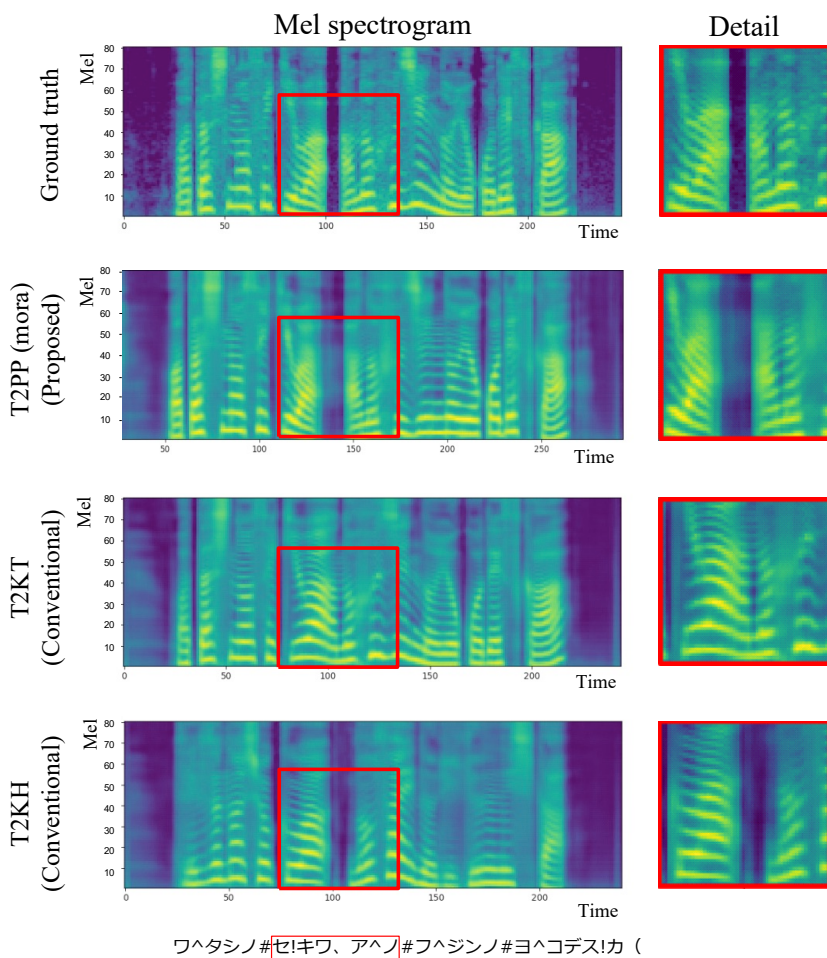 Mel spectrogram
Detail
Ground truth
Mel
80
70
60
50
40
30
20
10
0
50
100
150
200
Time
T2PP (mora)
(Proposed)
Mel
80
70
60
50
40
30
20
10
50
100
150
200
250
Time
T2KT
(Conventional)
Mel
80
70
60
50
40
30
20
10
0
50
100
150
200
Time
T2KH
(Conventional)
Mel
80
70
60
50
40
30
20
10
0
50
100
150
200
Time
ワ^タシノ#セ!キワ、ア^ノ#フ^ジンノ#ヨ^コデス!カ（